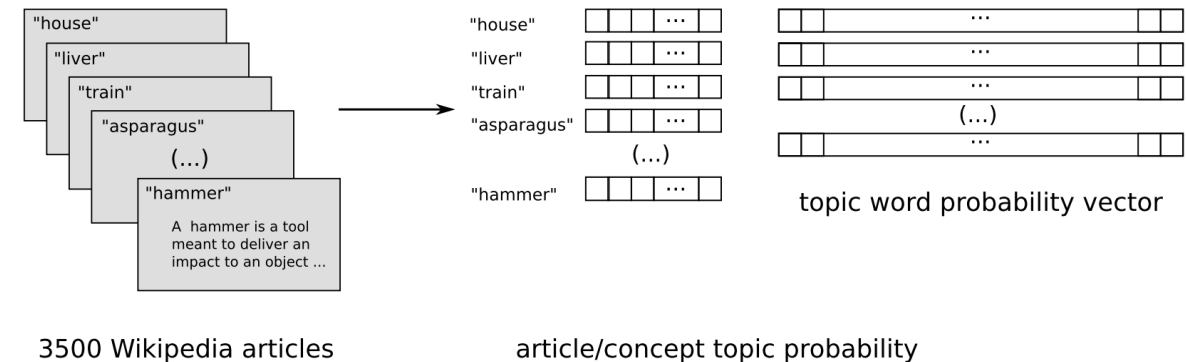 "house"
"liver"
"train"
"asparagus"
(...)
"hammer"
A hammer is a tool
meant to deliver an
impact to an object ...
3500 Wikipedia articles
"house"
...
"liver"
...
"train"
...
"asparagus"
...
(...)
"hammer"
...
article/concept topic probability
...
...
...
(...)
...
topic word probability vector